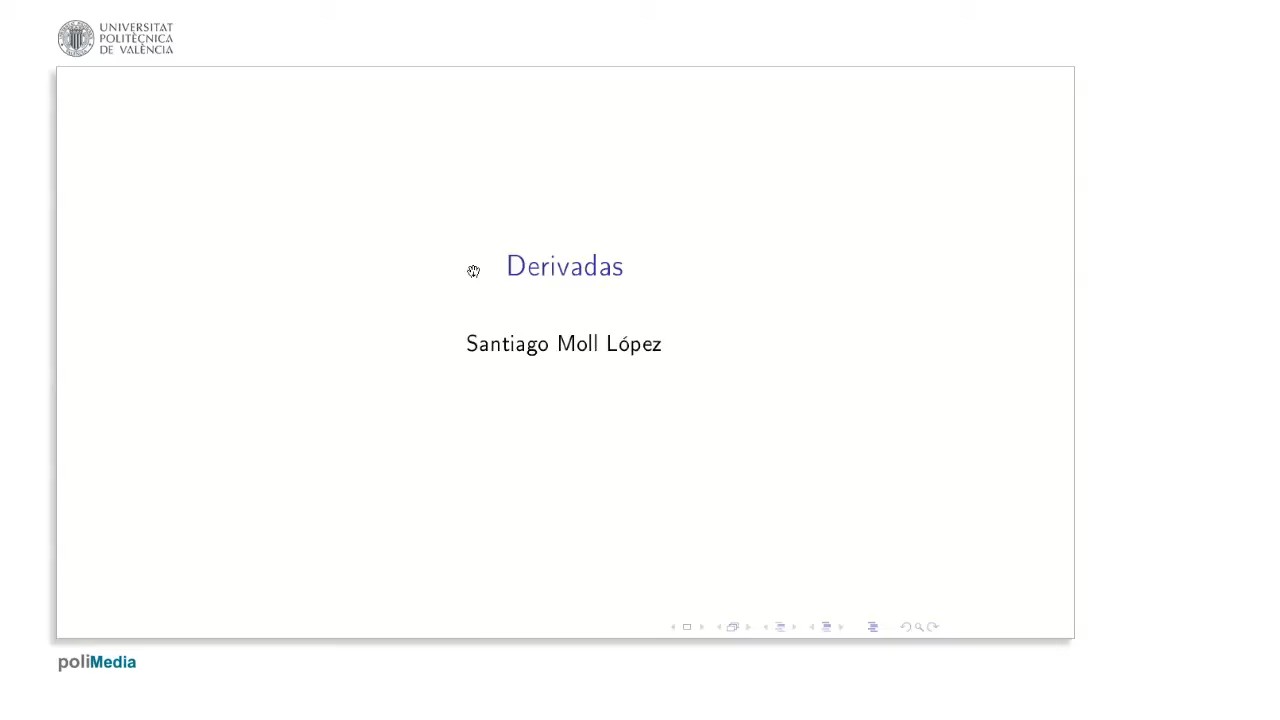 UNIVERSITAT
POLITÈCNICA
DE VALÈNCIA
Derivadas
Santiago Moll López
poliMedia